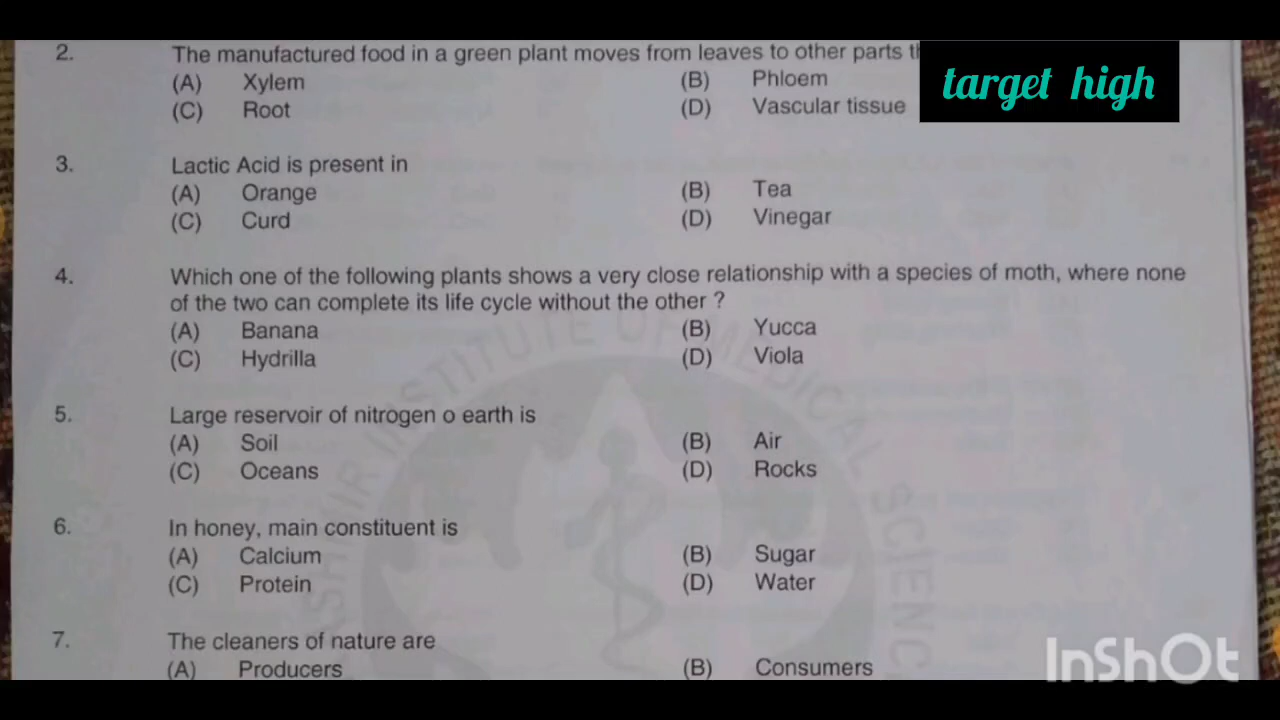 2. The manufactured food in a green plant moves from leaves to other parts
target high
(A) Xylem (B) Phloem
(C) Root (D) Vascular tissue
3. Lactic Acid is present in
(A) Orange (B) Tea
(C) Curd (D) Vinegar
4. Which one of the following plants shows a very close relationship with a species of moth, where none
of the two can complete its life cycle without the other ?
(A) Banana (B) Yucca
(C) Hydrilla (D) Viola
5. Large reservoir of nitrogen o earth is
(A) Soil (B) Air
(C) Oceans (D) Rocks
6. In honey, main constituent is
(A) Calcium (B) Sugar
(C) Protein (D) Water
7. The cleaners of nature are
(A) Producers (B) Consumers
INSTITUTE OF MEDICAL
InShOt